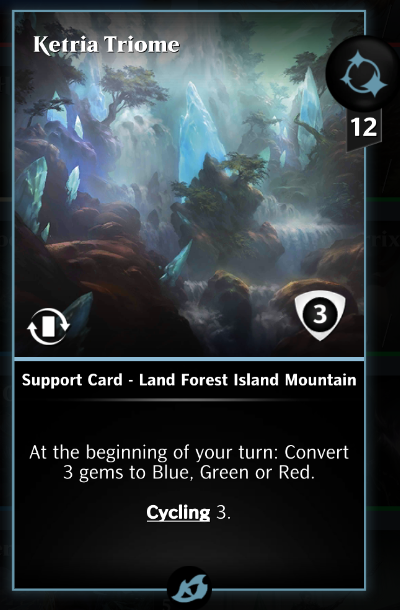 Ketria Triome
12
3
Support Card - Land Forest Island Mountain
At the beginning of your turn: Convert
3 gems to Blue, Green or Red.
Cycling 3.